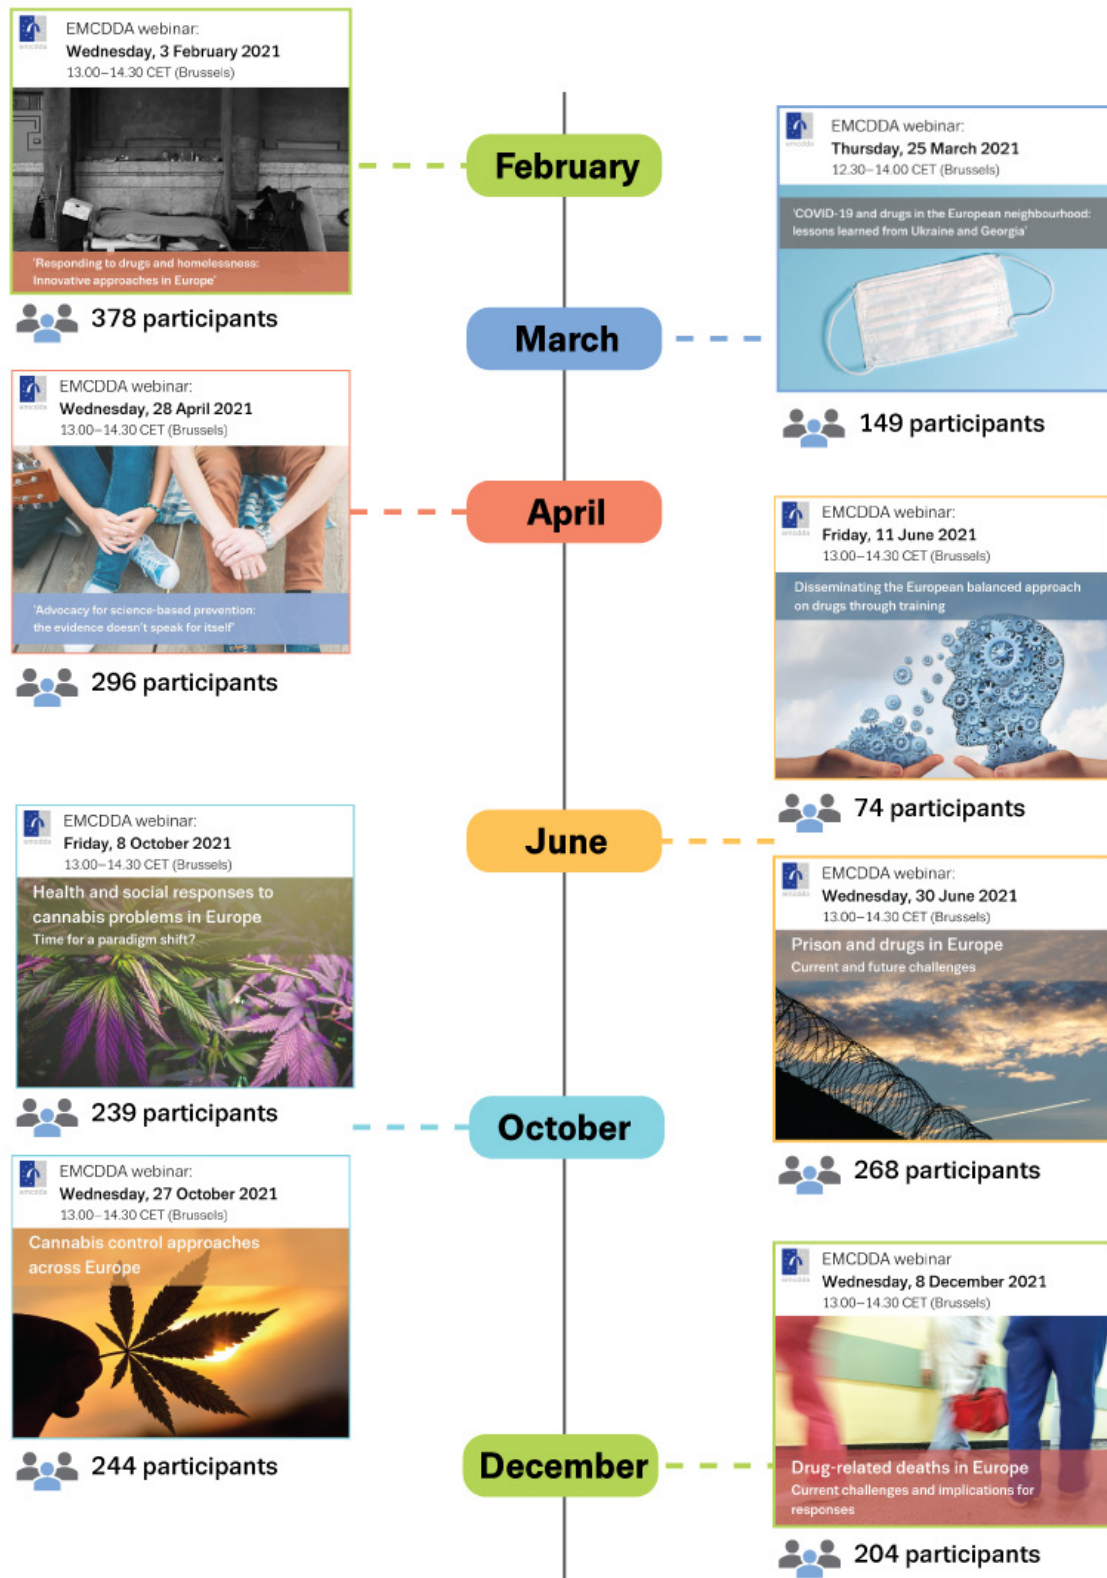 emcdda
EMCDDA webinar:
Wednesday, 3 February 2021
13.00–14.30 CET (Brussels)
'Responding to drugs and homelessness:
Innovative approaches in Europe'
378 participants
February
emcdda
EMCDDA webinar:
Thursday, 25 March 2021
12.30–14.00 CET (Brussels)
'COVID-19 and drugs in the European neighbourhood:
lessons learned from Ukraine and Georgia'
149 participants
March
emcdda
EMCDDA webinar:
Wednesday, 28 April 2021
13.00–14.30 CET (Brussels)
'Advocacy for science-based prevention:
the evidence doesn't speak for itself'
296 participants
April
emcdda
EMCDDA webinar:
Friday, 11 June 2021
13.00–14.30 CET (Brussels)
Disseminating the European balanced approach
on drugs through training
74 participants
June
emcdda
EMCDDA webinar:
Wednesday, 30 June 2021
13.00–14.30 CET (Brussels)
Prison and drugs in Europe
Current and future challenges
268 participants
emcdda
EMCDDA webinar:
Friday, 8 October 2021
13.00–14.30 CET (Brussels)
Health and social responses to
cannabis problems in Europe
Time for a paradigm shift?
239 participants
October
emcdda
EMCDDA webinar:
Wednesday, 27 October 2021
13.00–14.30 CET (Brussels)
Cannabis control approaches
across Europe
244 participants
emcdda
EMCDDA webinar
Wednesday, 8 December 2021
13.00–14.30 CET (Brussels)
Drug-related deaths in Europe
Current challenges and implications for
responses
204 participants
December